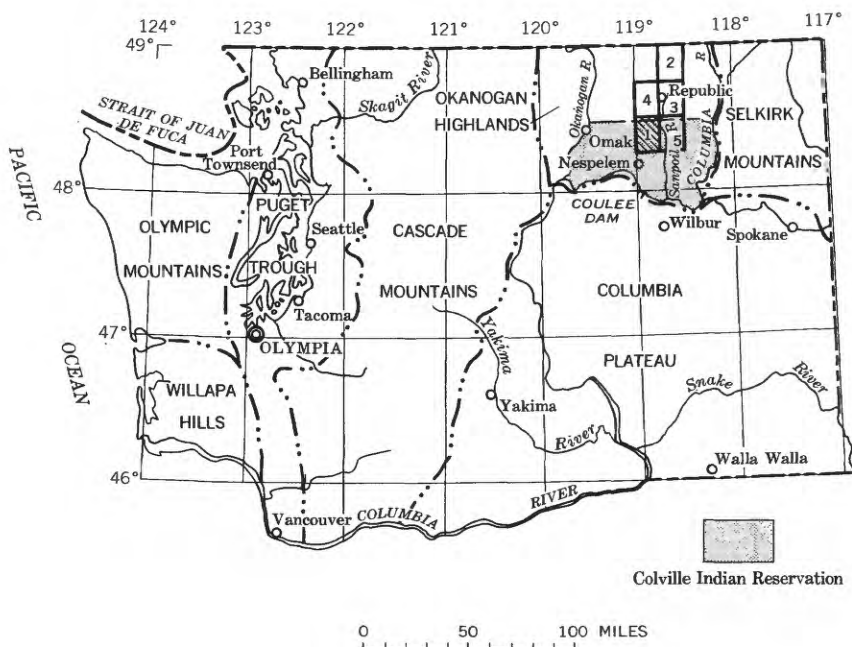 124° 123° 122° 121° 120° 119° 118° 117°
49°
Bellingham
Skagit River
OKANOGAN
HIGHLANDS
Okanogan R
R
2
Republic
4
3
SELKIRK
STRAIT OF JUAN
DE FUCA
Omak
1
R
5
COLUMBIA
Port
Townsend
Nespelem
Sanpoil
MOUNTAINS
48°
PACIFIC
PUGET
COULEE
DAM
Wilbur
OLYMPIC
Seattle
CASCADE
Spokane
MOUNTAINS
TROUGH
MOUNTAINS
COLUMBIA
Tacoma
47°
OLYMPIA
Yakima
PLATEAU
OCEAN
WILLAPA
HILLS
Snake
River
Yakima
River
46°
Walla Walla
Vancouver
COLUMBIA
RIVER
Colville Indian Reservation
0 50 100 MILES